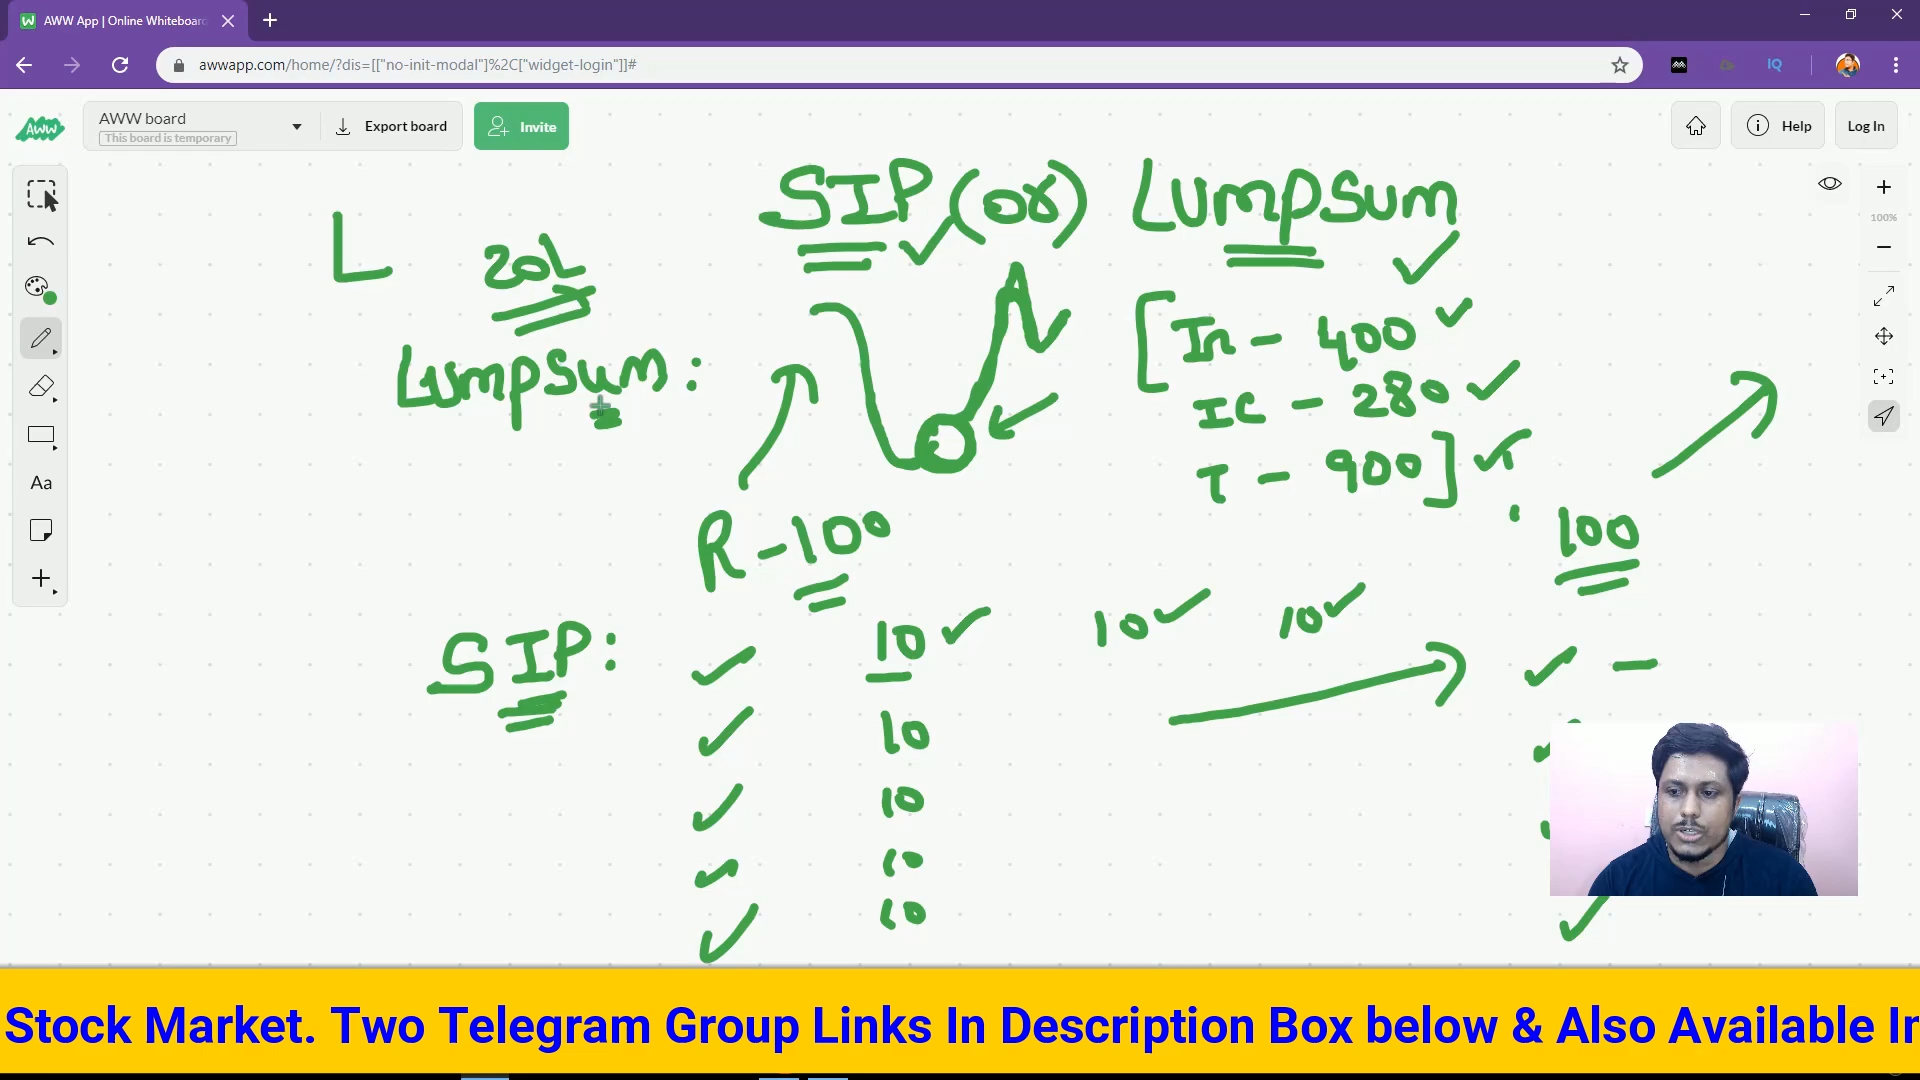 AWW App | Online Whiteboard
awwapp.com/home/?dis=[["no-init-modal"]%2C["widget-login"]]#
IQ
AWW
AWW board
This board is temporary
Export board
Invite
Help
Log In
100%
Aa
SIP (or) Lumpsum
L
20L
Lumpsum :
In - 400
IC - 280
T - 900
R - 100
100
SIP :
10
10
10
10
10
10
10
Stock Market. Two Telegram Group Links In Description Box below & Also Available In